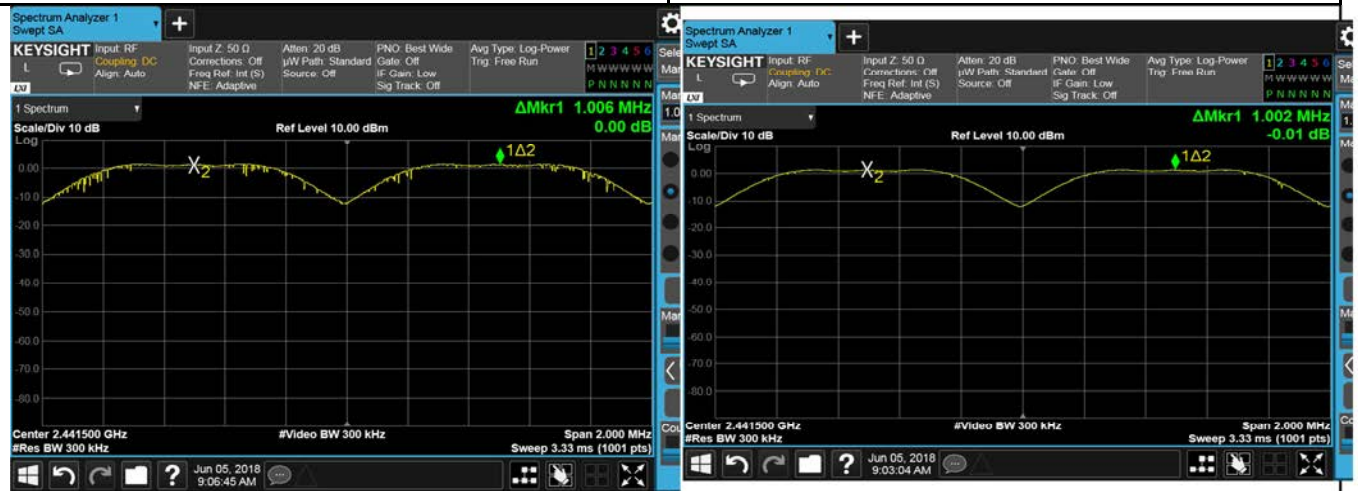 Spectrum Analyzer 1
Swept SA
+
KEYSIGHT
L
LXI
Input: RF
Coupling: DC
Align: Auto
Input Z: 50 Ω
Corrections: Off
Freq Ref: Int (S)
NFE: Adaptive
Atten: 20 dB
µW Path: Standard
Source: Off
PNO: Best Wide
Gate: Off
IF Gain: Low
Sig Track: Off
Avg Type: Log-Power
Trig: Free Run
1 2 3 4 5 6
M W W W W W
P N N N N N
1 Spectrum
ΔMkr1 1.006 MHz
Scale/Div 10 dB
Ref Level 10.00 dBm
0.00 dB
Log
1Δ2
X2
0.00
-10.0
-20.0
-30.0
-40.0
-50.0
-60.0
-70.0
-80.0
Center 2.441500 GHz
#Video BW 300 kHz
Span 2.000 MHz
#Res BW 300 kHz
Sweep 3.33 ms (1001 pts)
?
Jun 05, 2018
9:06:45 AM
Spectrum Analyzer 1
Swept SA
+
KEYSIGHT
L
LXI
Input: RF
Coupling: DC
Align: Auto
Input Z: 50 Ω
Corrections: Off
Freq Ref: Int (S)
NFE: Adaptive
Atten: 20 dB
µW Path: Standard
Source: Off
PNO: Best Wide
Gate: Off
IF Gain: Low
Sig Track: Off
Avg Type: Log-Power
Trig: Free Run
1 2 3 4 5 6
M W W W W W
P N N N N N
1 Spectrum
ΔMkr1 1.002 MHz
Scale/Div 10 dB
Ref Level 10.00 dBm
-0.01 dB
Log
1Δ2
X2
0.00
-10.0
-20.0
-30.0
-40.0
-50.0
-60.0
-70.0
-80.0
Center 2.441500 GHz
#Video BW 300 kHz
Span 2.000 MHz
#Res BW 300 kHz
Sweep 3.33 ms (1001 pts)
?
Jun 05, 2018
9:03:04 AM